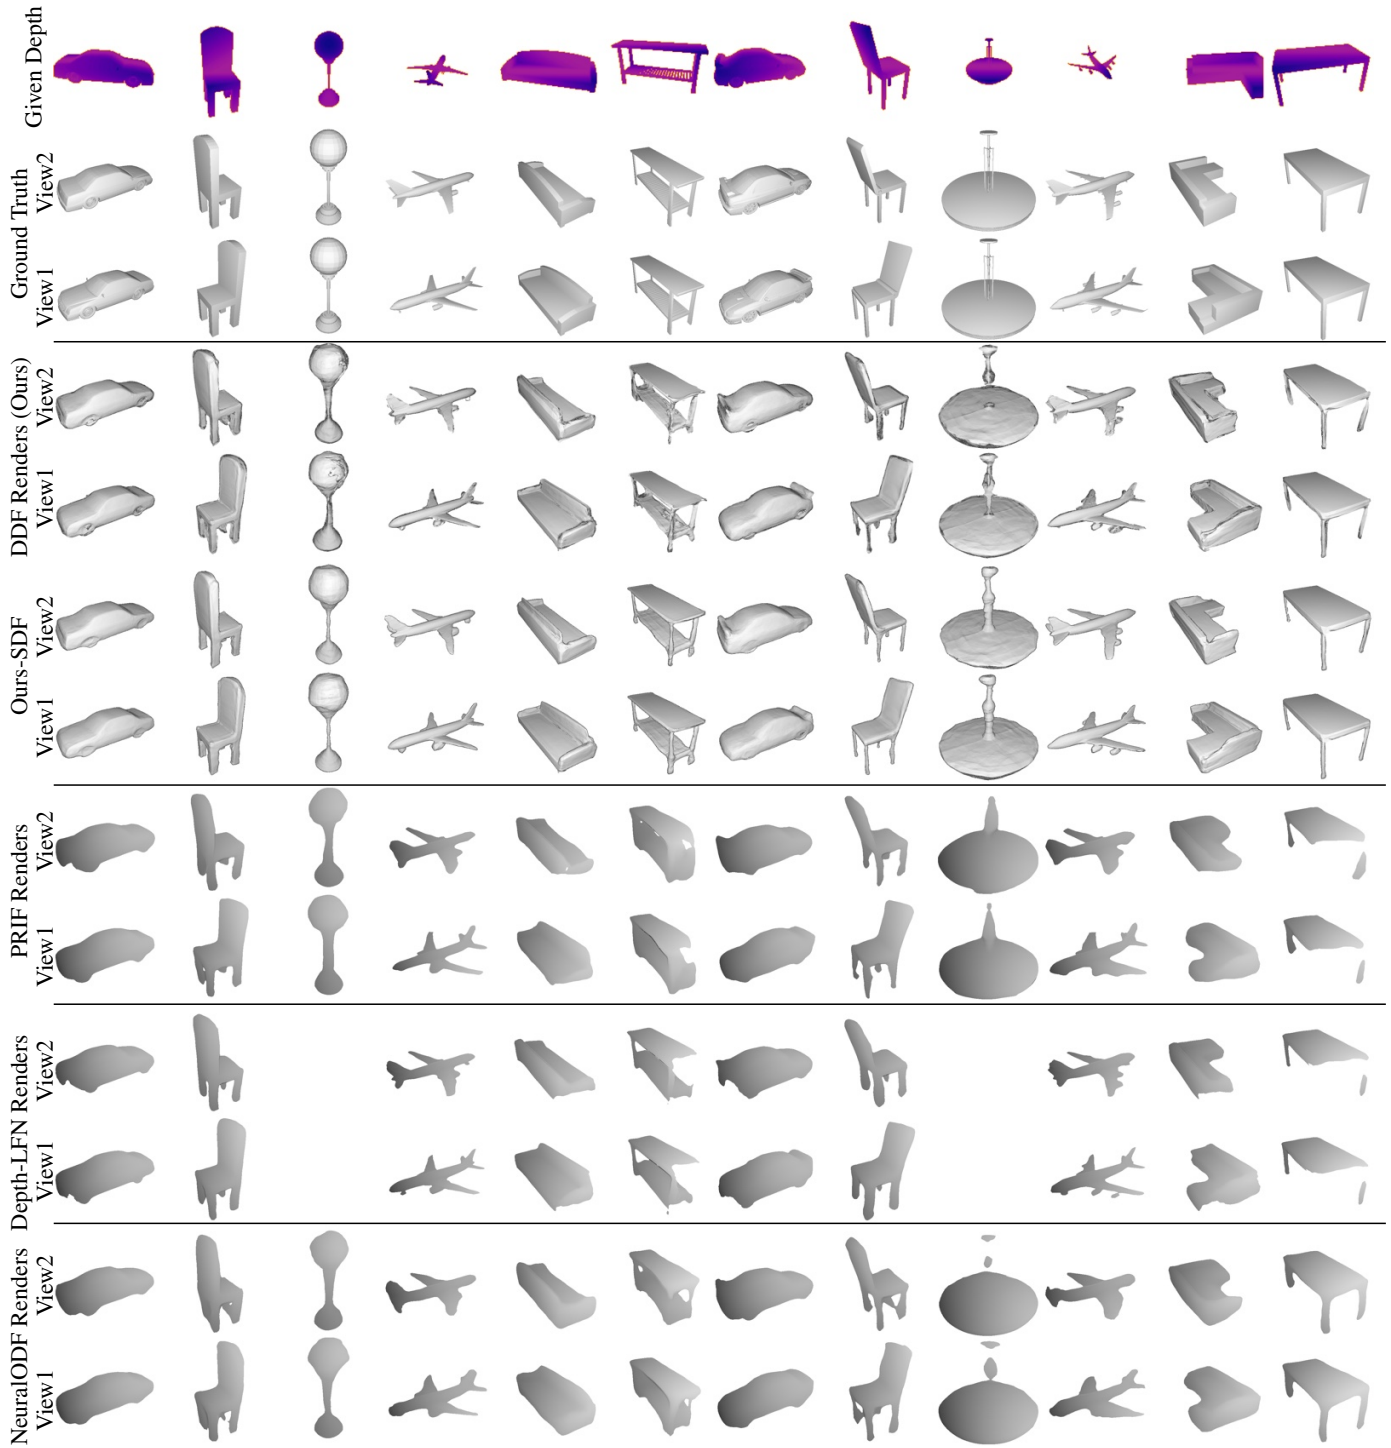 Given Depth
Ground Truth
View2
View1
DDF Renders (Ours)
View2
View1
Ours-SDF
View2
View1
PRIF Renders
View2
View1
Depth-LFN Renders
View2
View1
NeuralODF Renders
View2
View1